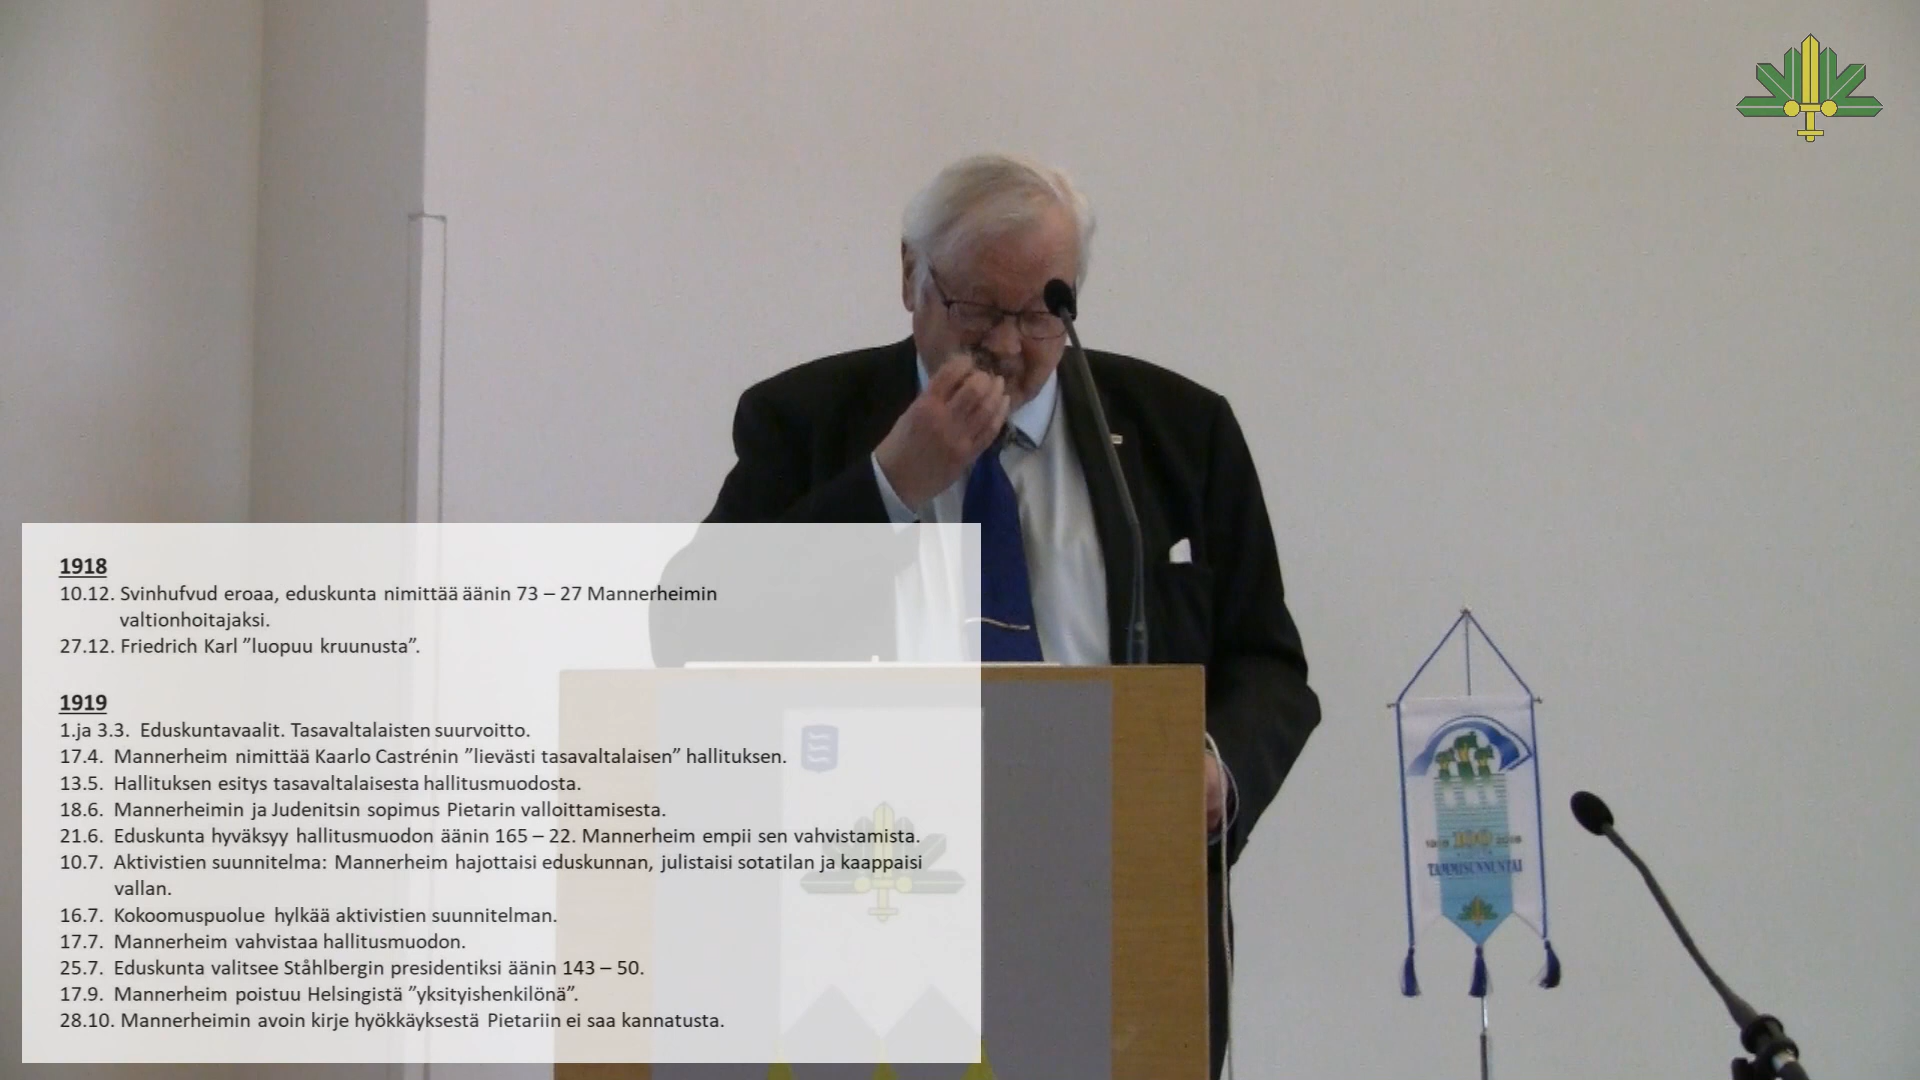 1918
10.12. Svinhufvud eroaa, eduskunta nimittää äänin 73 – 27 Mannerheimin
valtionhoitajaksi.
27.12. Friedrich Karl ”luopuu kruunusta”.
1919
1.ja 3.3. Eduskuntavaalit. Tasavaltalaisten suurvoitto.
17.4. Mannerheim nimittää Kaarlo Castrénin ”lievästi tasavaltalaisen” hallituksen.
13.5. Hallituksen esitys tasavaltalaisesta hallitusmuodosta.
18.6. Mannerheimin ja Judenitsin sopimus Pietarin valloittamisesta.
21.6. Eduskunta hyväksyy hallitusmuodon äänin 165 – 22. Mannerheim empii sen vahvistamista.
10.7. Aktivistien suunnitelma: Mannerheim hajottaisi eduskunnan, julistaisi sotatilan ja kaappaisi
vallan.
16.7. Kokoomuspuolue hylkää aktivistien suunnitelman.
17.7. Mannerheim vahvistaa hallitusmuodon.
25.7. Eduskunta valitsee Ståhlbergin presidentiksi äänin 143 – 50.
17.9. Mannerheim poistuu Helsingistä ”yksityishenkilönä”.
28.10. Mannerheimin avoin kirje hyökkäyksestä Pietariin ei saa kannatusta.
100
TAMMISUNNUNTAI